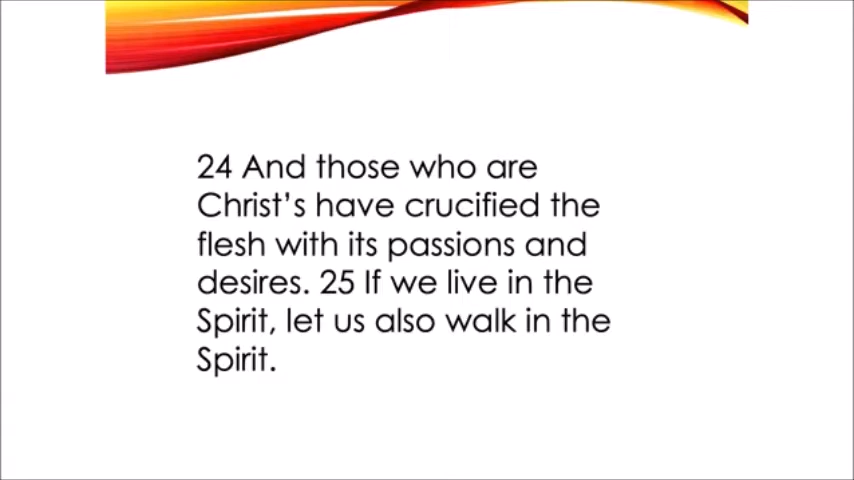 24 And those who are
Christ’s have crucified the
flesh with its passions and
desires. 25 If we live in the
Spirit, let us also walk in the
Spirit.